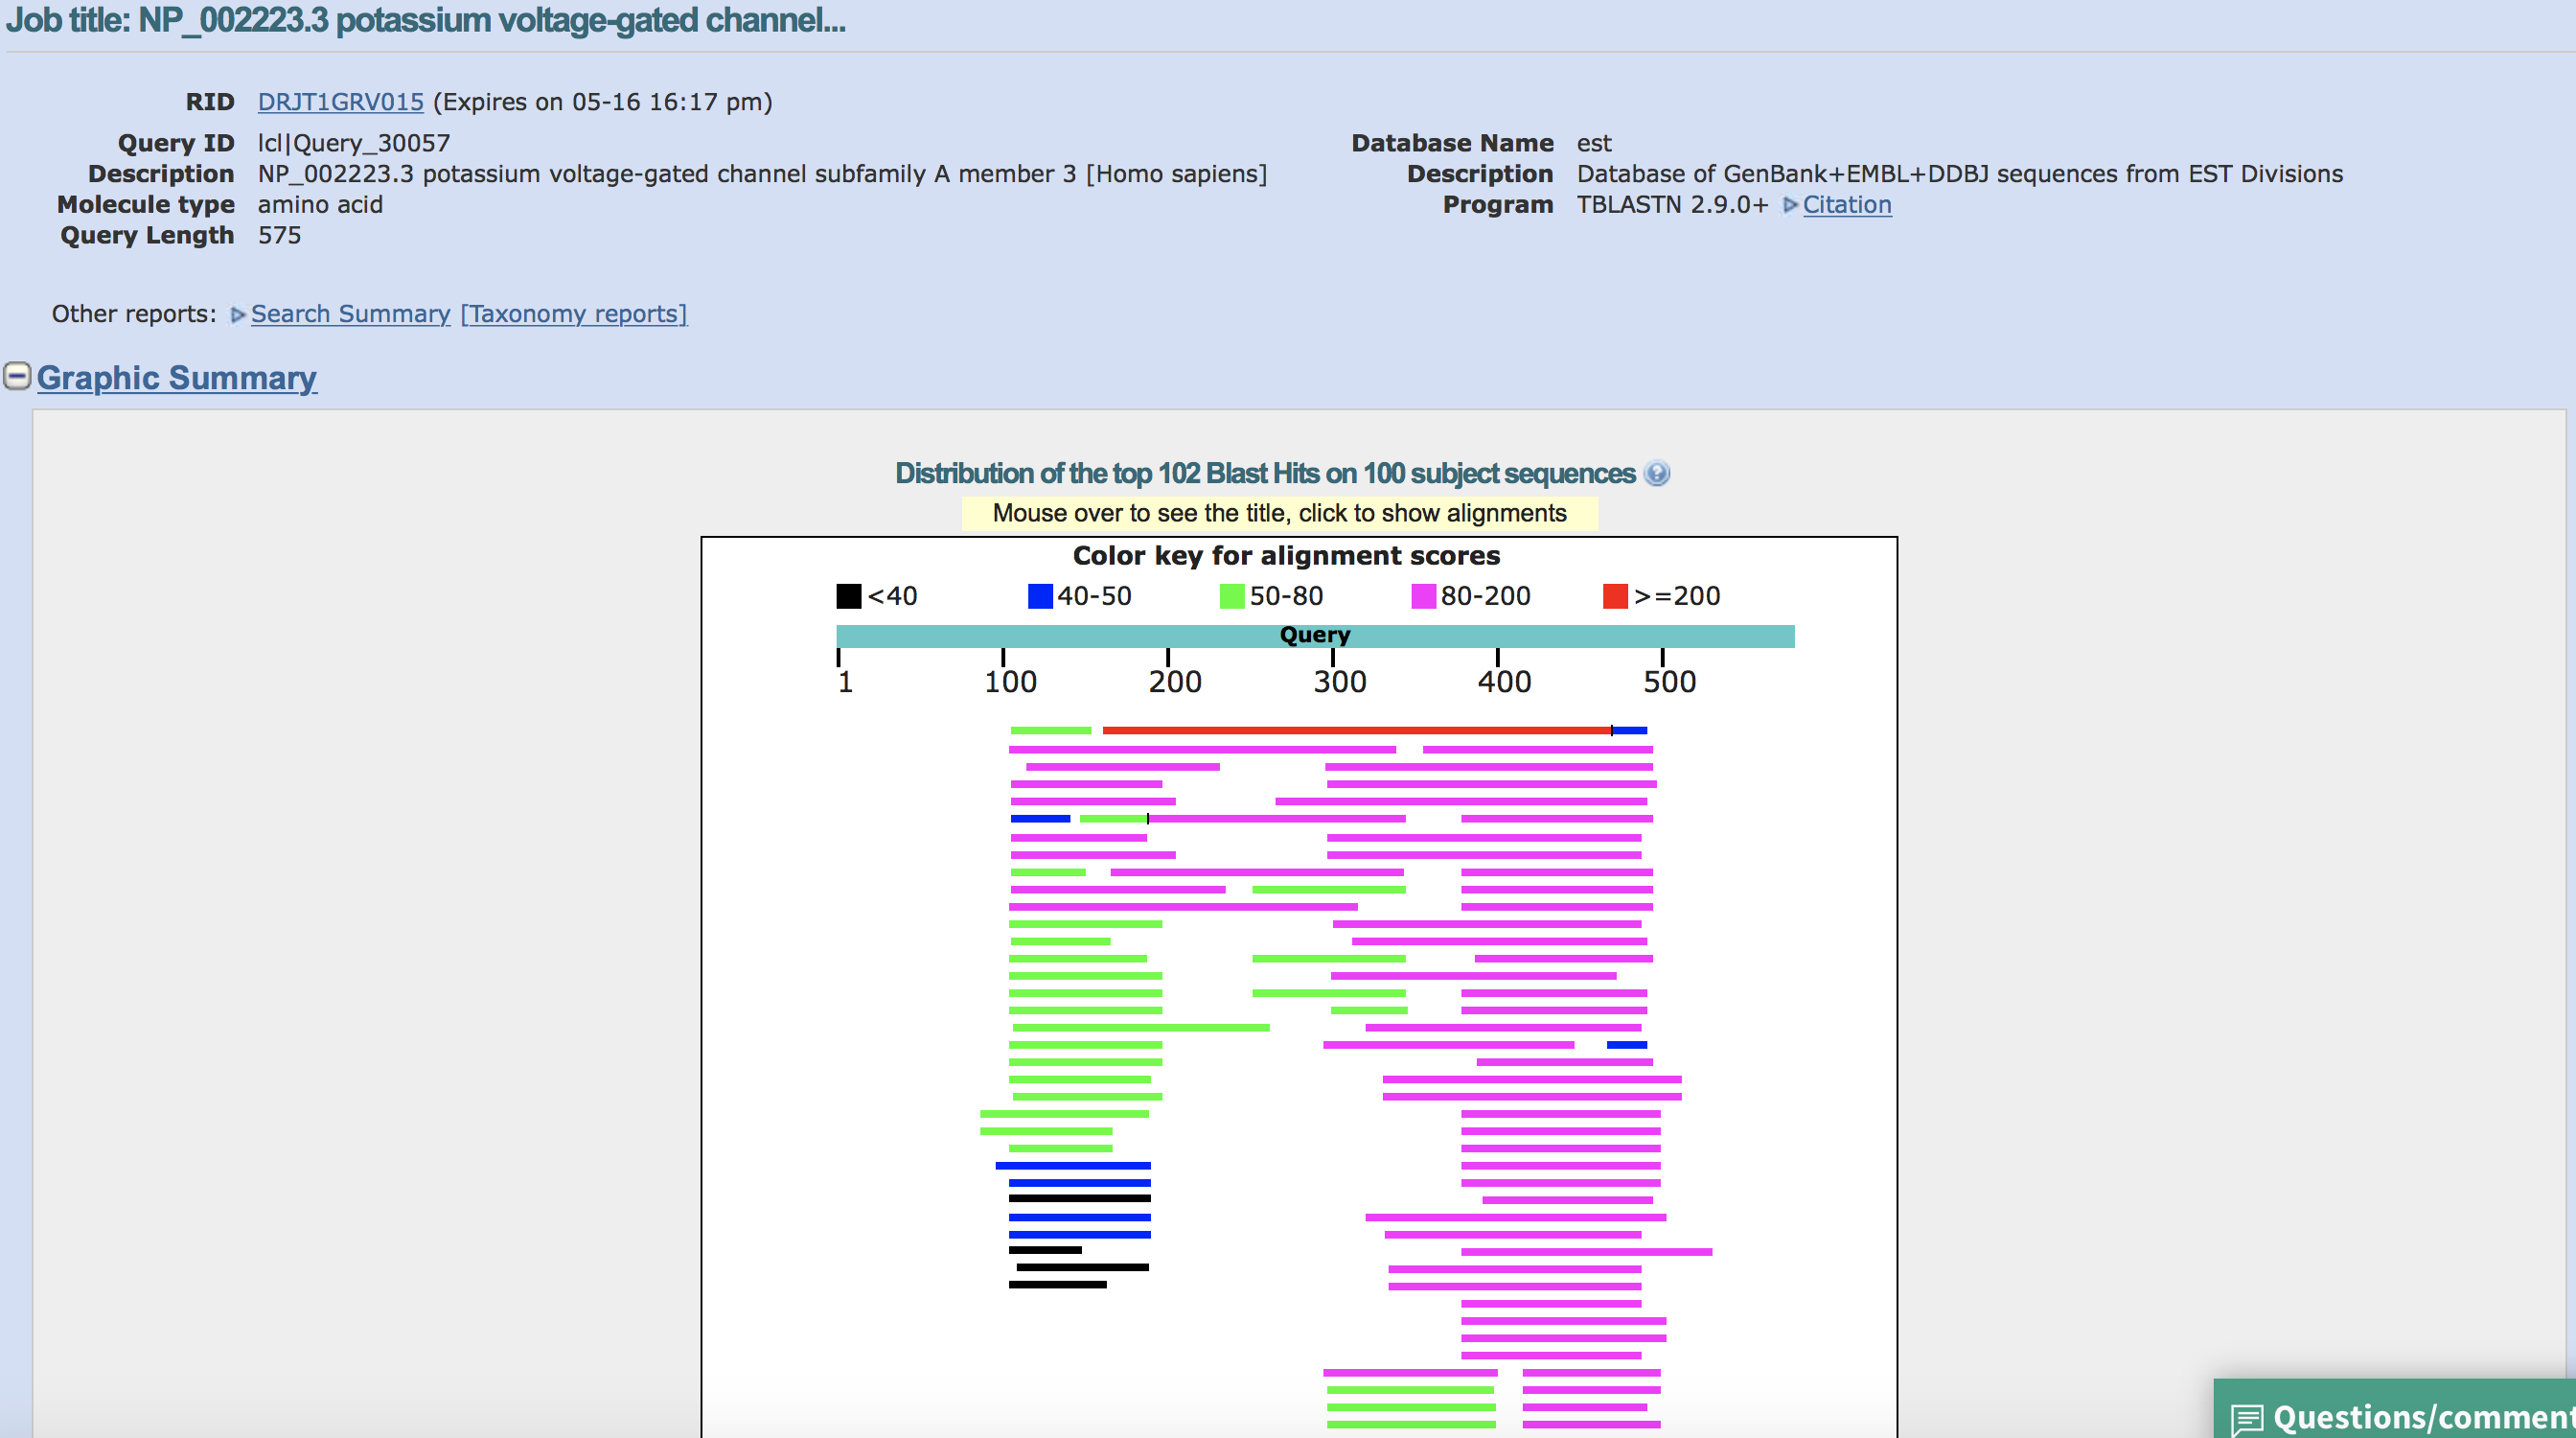 Job title: NP_002223.3 potassium voltage-gated channel...
RID DRJT1GRV015 (Expires on 05-16 16:17 pm)
Query ID lcl|Query_30057
Description NP_002223.3 potassium voltage-gated channel subfamily A member 3 [Homo sapiens]
Molecule type amino acid
Query Length 575
Database Name est
Description Database of GenBank+EMBL+DDBJ sequences from EST Divisions
Program TBLASTN 2.9.0+ Citation
Other reports: Search Summary [Taxonomy reports]
Graphic Summary
Distribution of the top 102 Blast Hits on 100 subject sequences ?
Mouse over to see the title, click to show alignments
Color key for alignment scores
<40 40-50 50-80 80-200 >=200
Query
1 100 200 300 400 500
Questions/comment